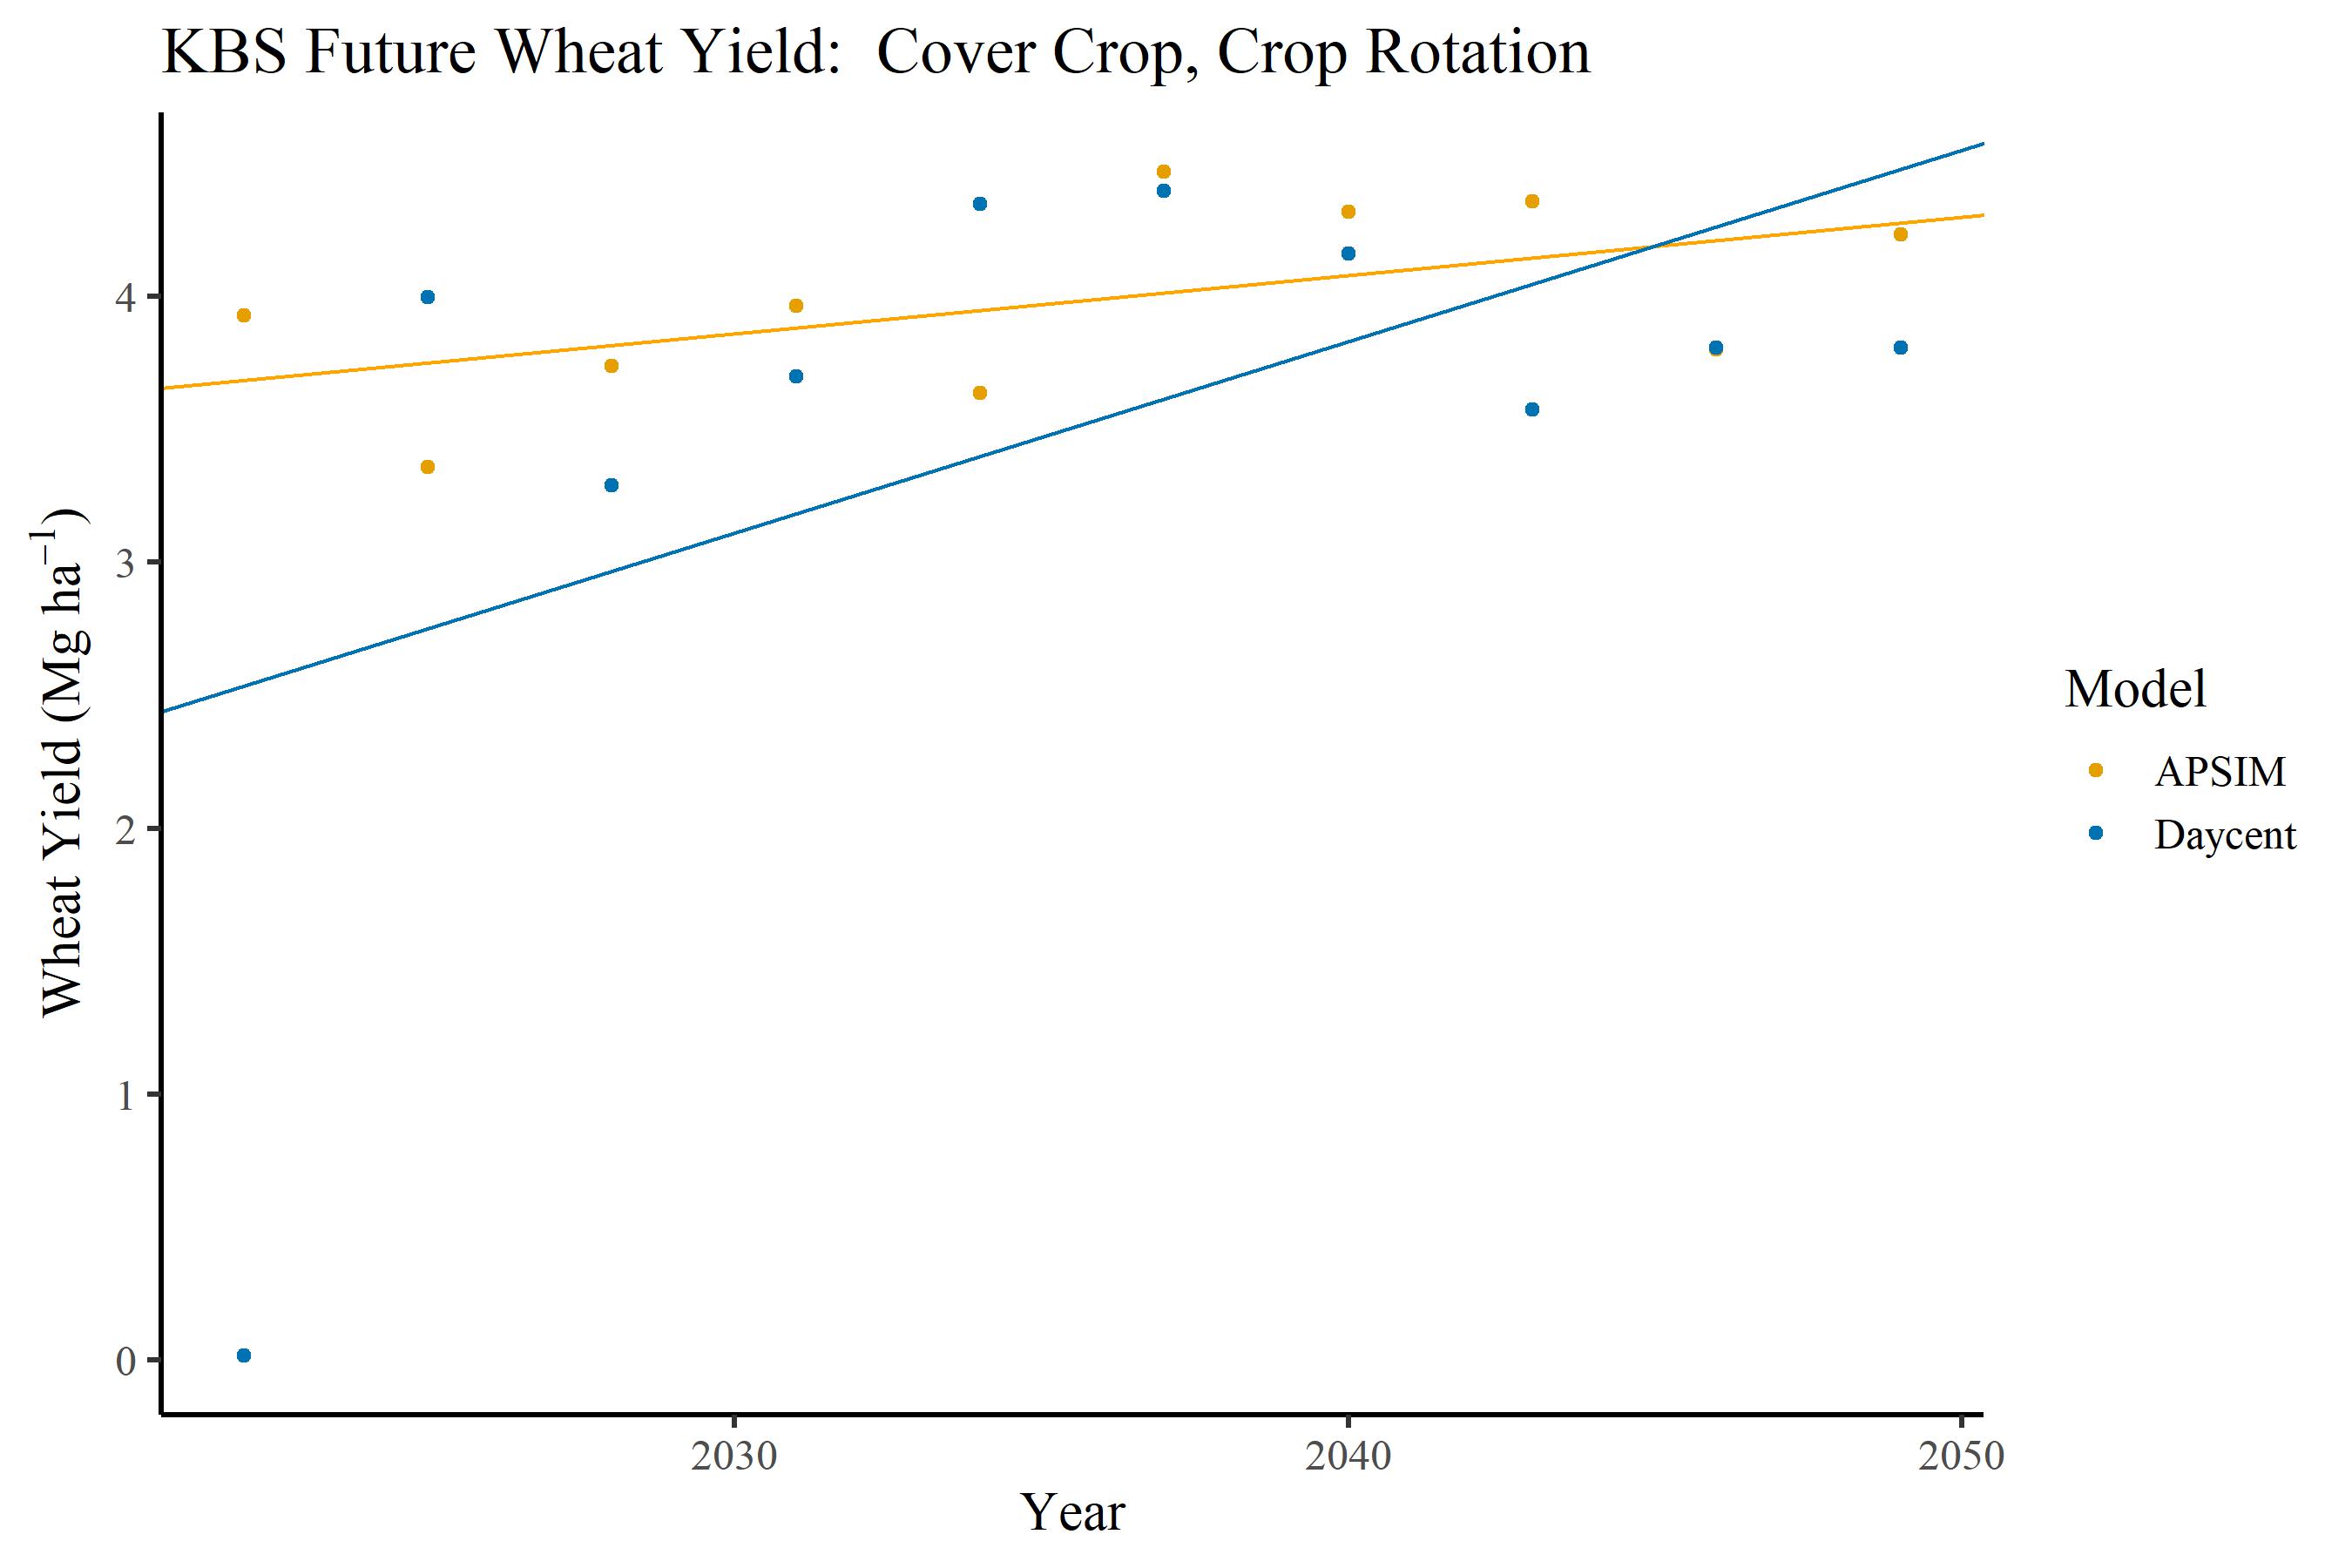 KBS Future Wheat Yield:  Cover Crop, Crop Rotation
Wheat Yield (Mg ha⁻¹)
4
3
2
1
0
2030
2040
2050
Year
Model
APSIM
Daycent